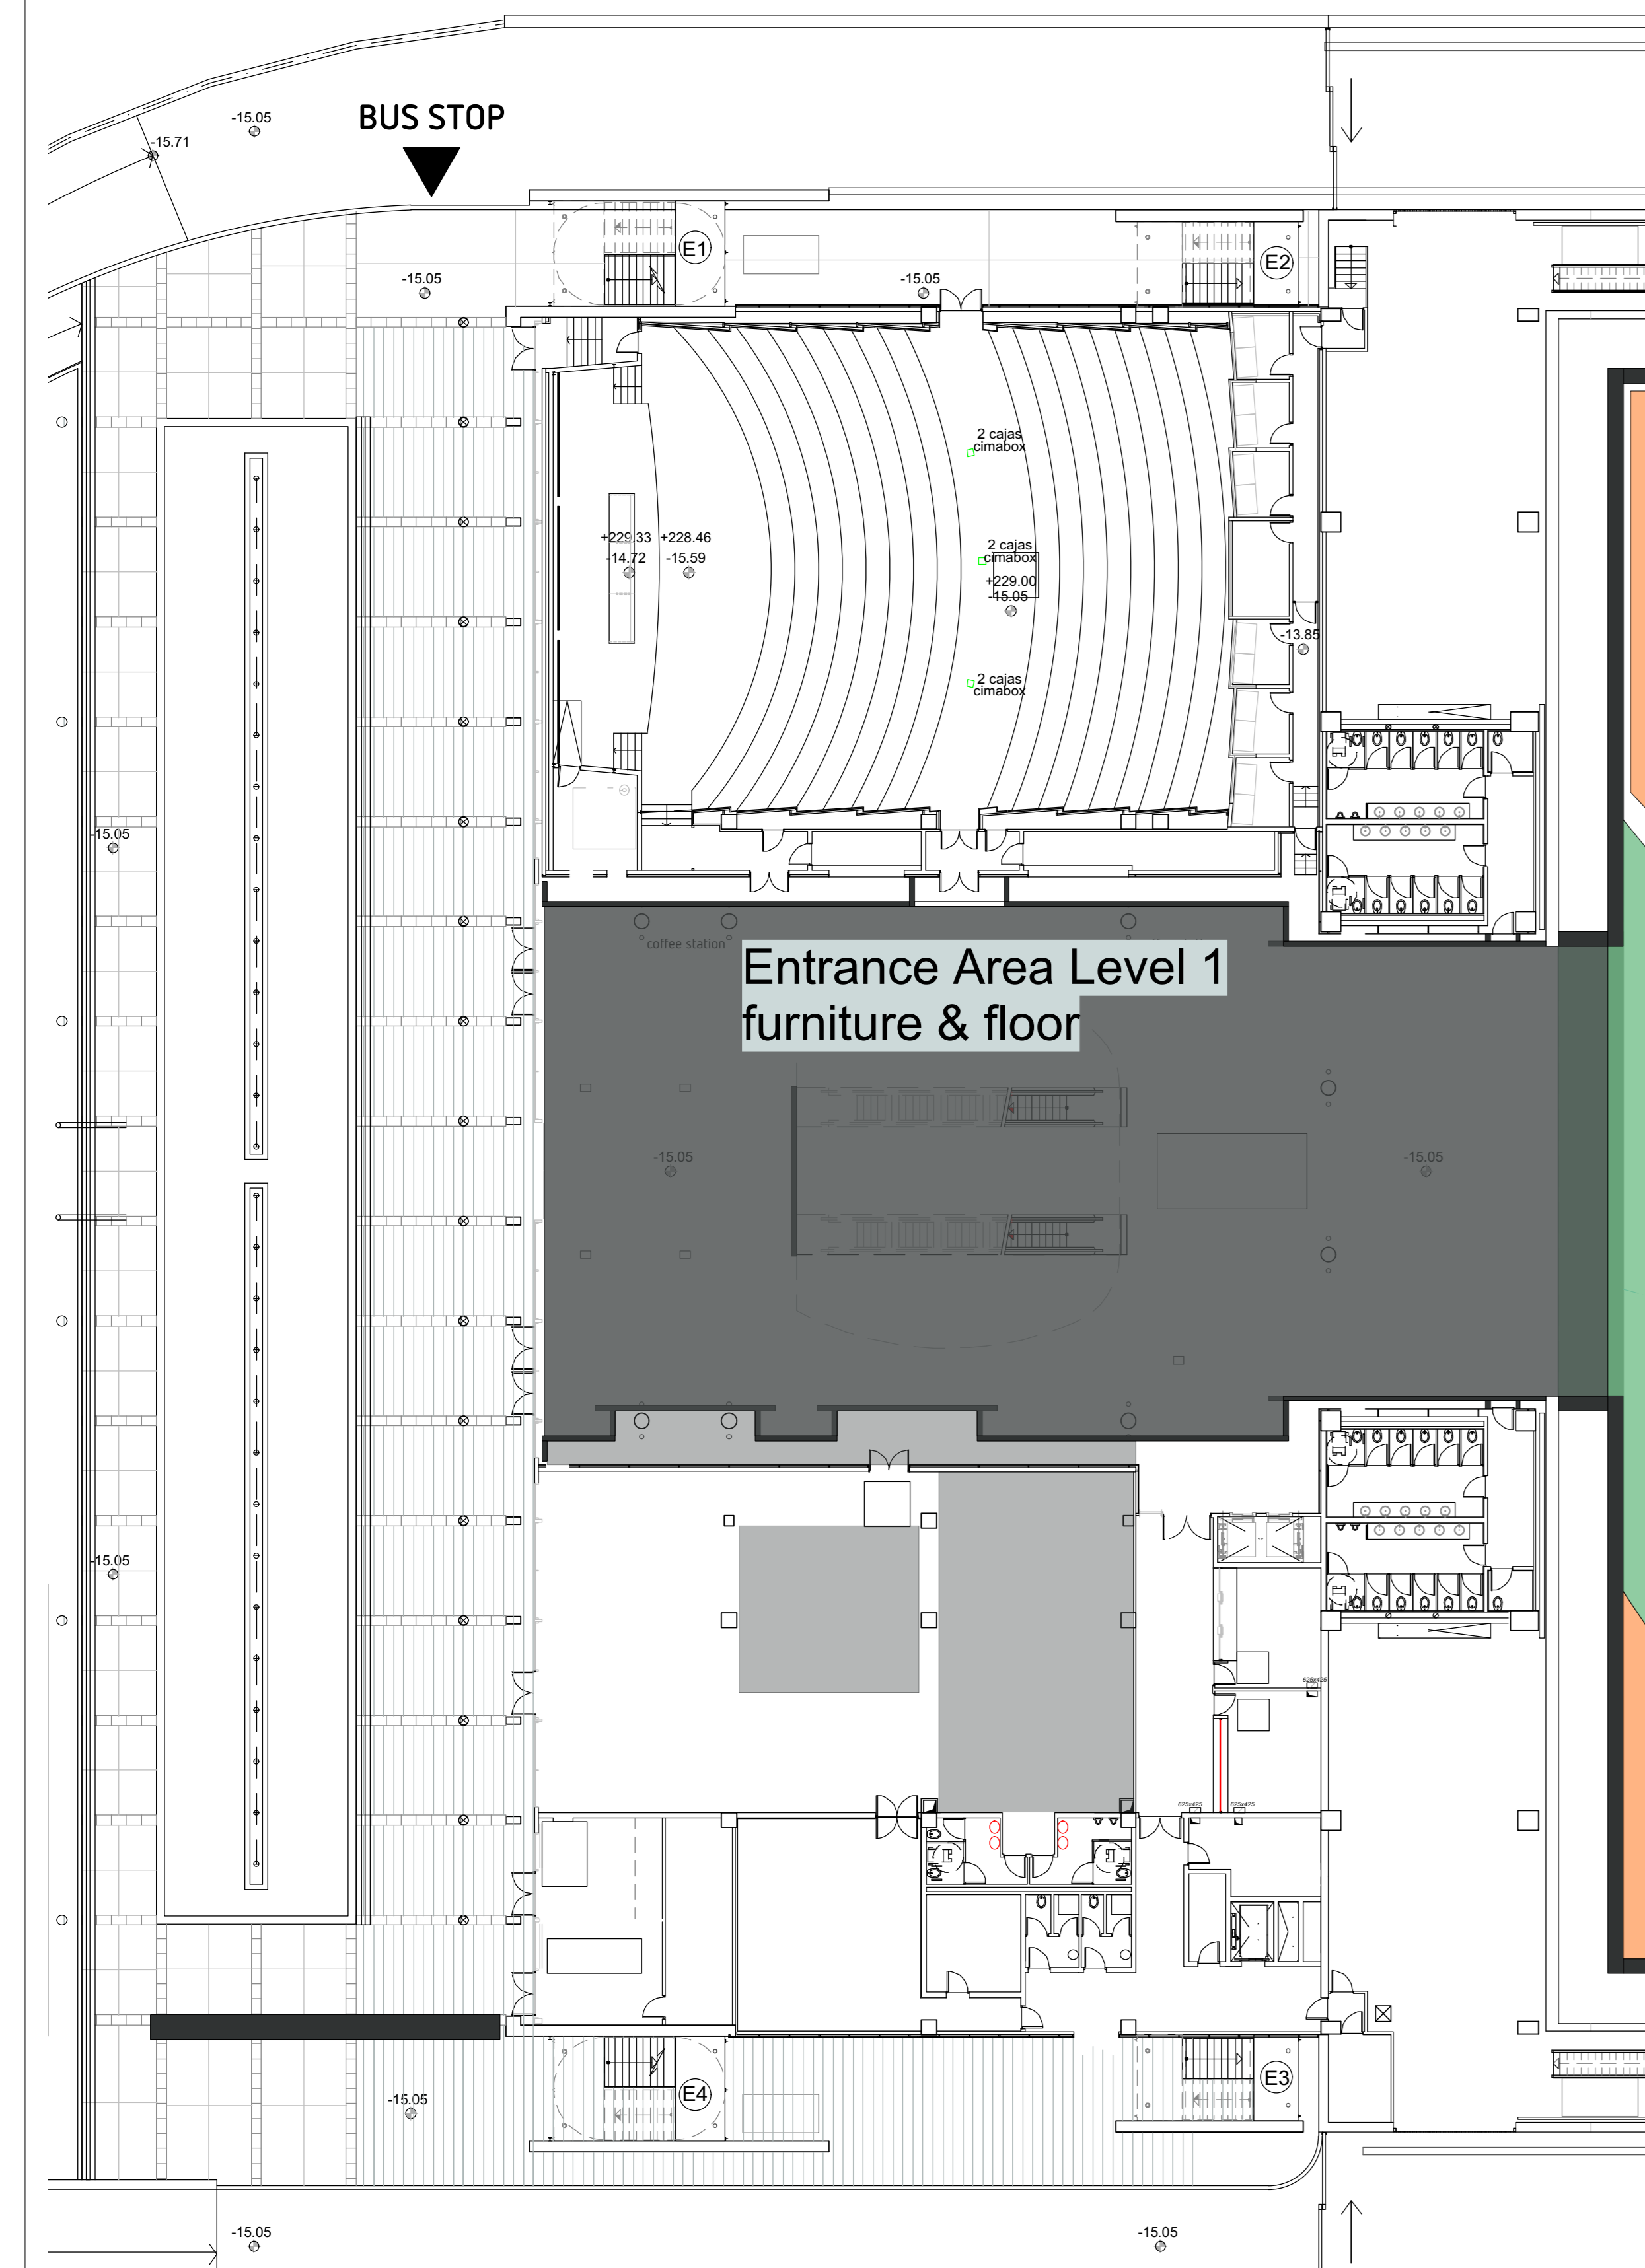 -15.05
BUS STOP
-15.71
E1
E2
-15.05
-15.05
2 cajas
cimabox
+229.33 +228.46
-14.72 -15.59
2 cajas
cimabox
+229.00
-15.05
-13.85
2 cajas
cimabox
-15.05
coffee station
Entrance Area Level 1
furniture & floor
-15.05
-15.05
-15.05
625x425
625x425
625x425
E4
E3
-15.05
-15.05
-15.05